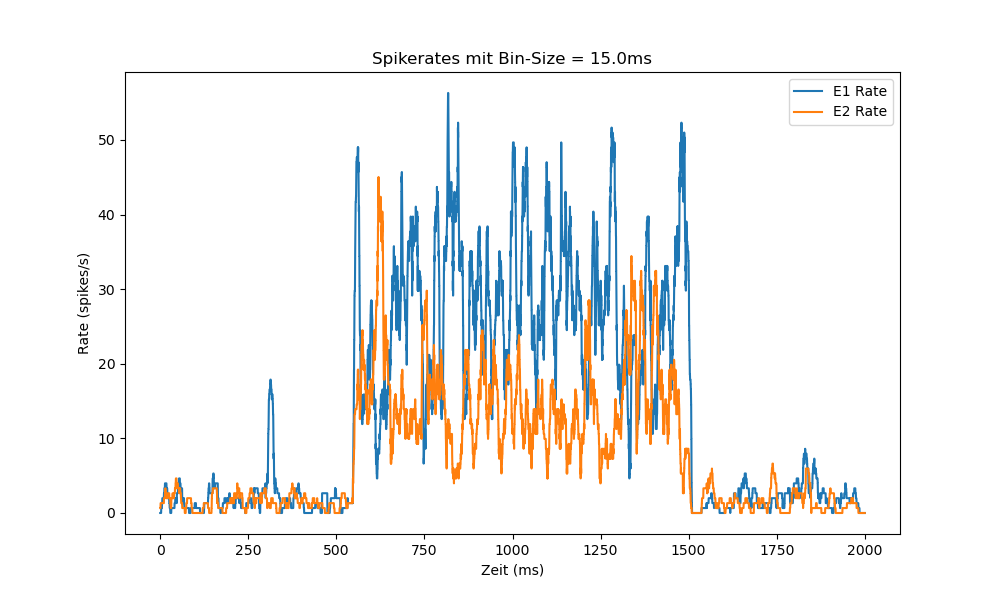 Spikerates mit Bin-Size = 15.0ms
E1 Rate
E2 Rate
50
40
30
20
10
0
Rate (spikes/s)
0 250 500 750 1000 1250 1500 1750 2000
Zeit (ms)